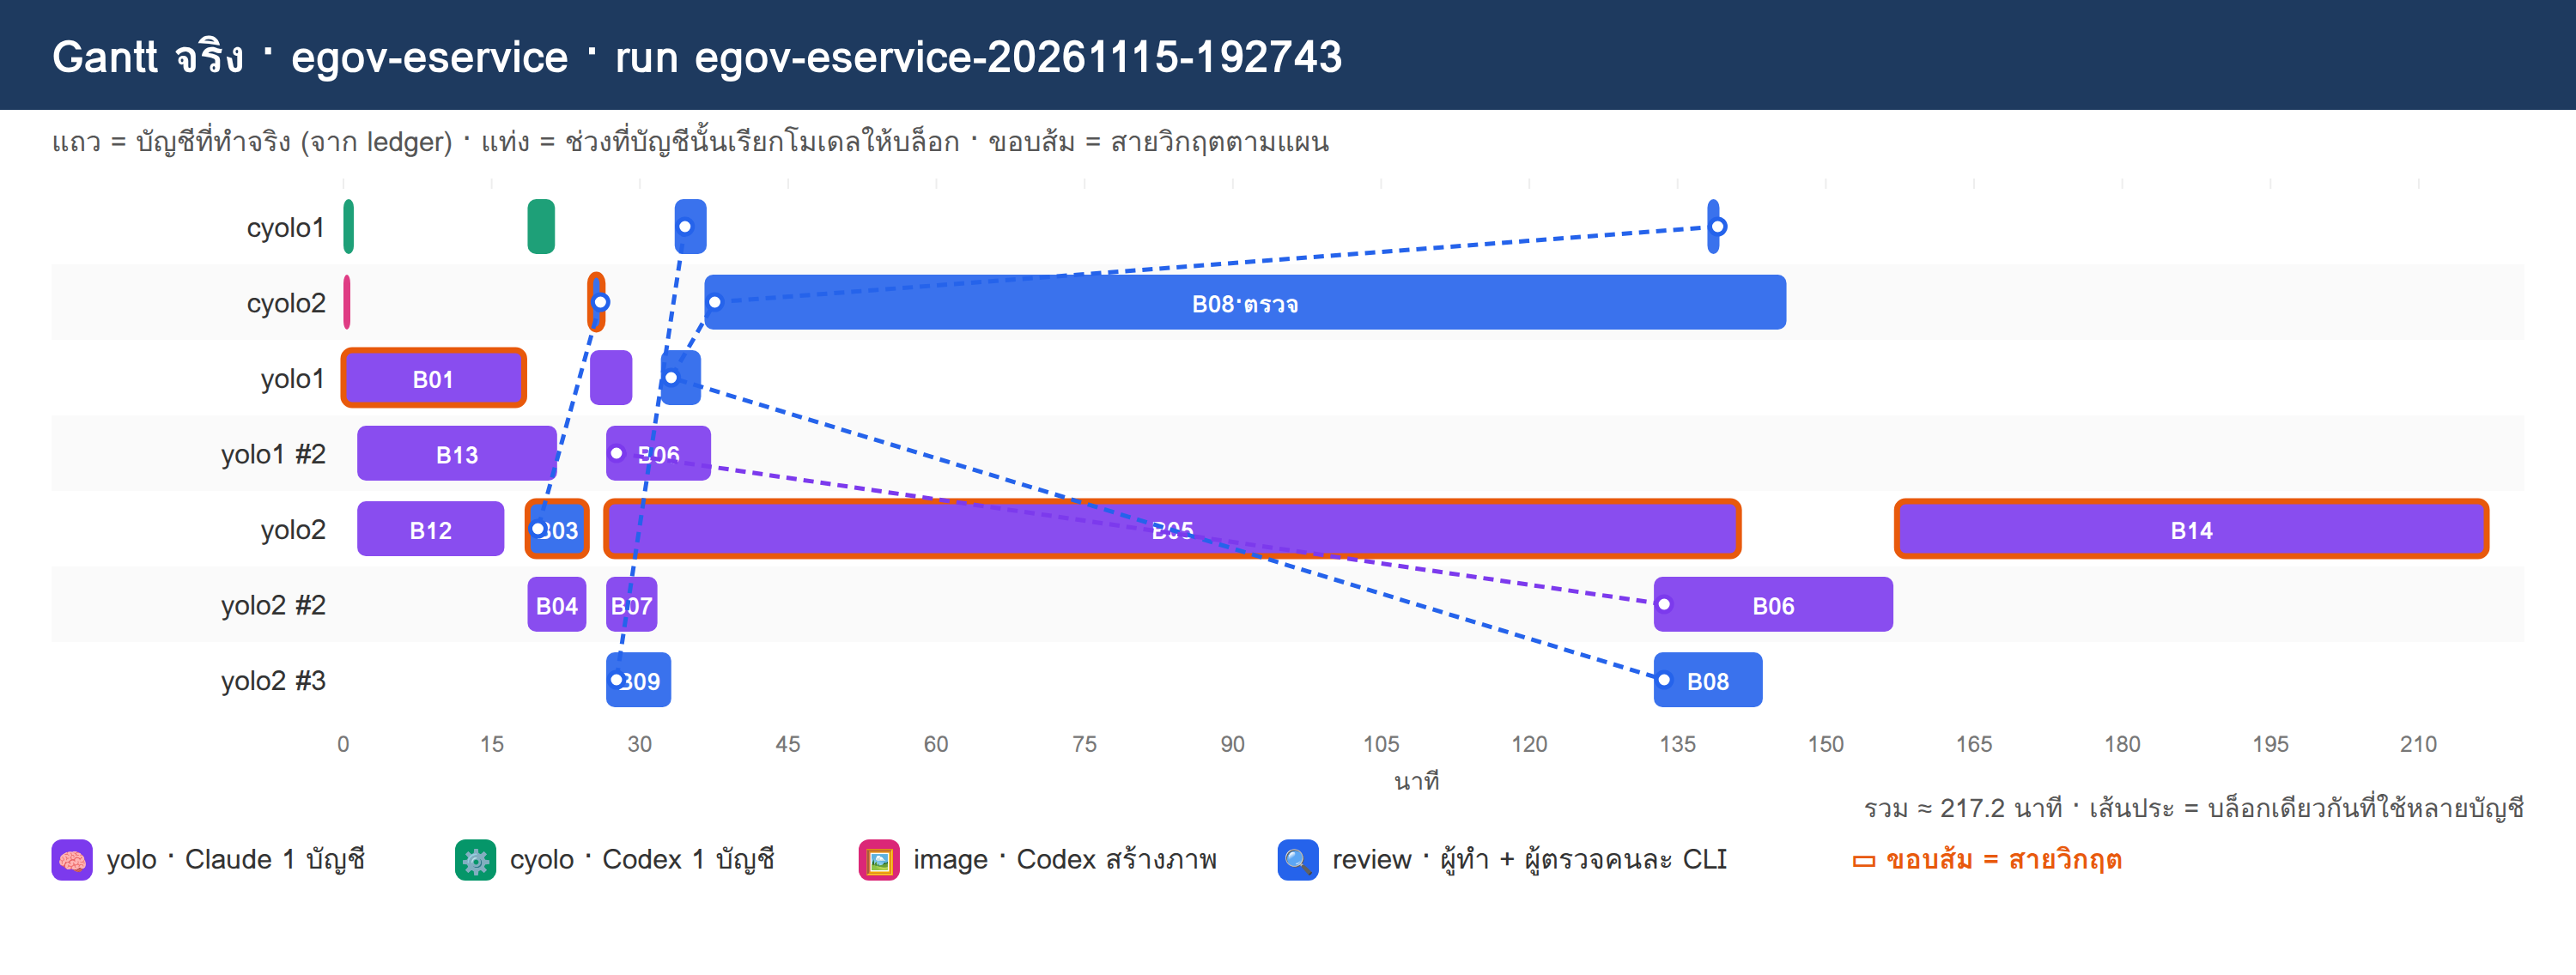 Gantt จริง · egov-eservice · run egov-eservice-20261115-192743
แถว = บัญชีที่ทำจริง (จาก ledger) · แท่ง = ช่วงที่บัญชีนั้นเรียกโมเดลให้บล็อก · ขอบส้ม = สายวิกฤตตามแผน
cyolo1
cyolo2 B08·ตรวจ
yolo1 B01
yolo1 #2 B13 B06
yolo2 B12 B03 B05 B14
yolo2 #2 B04 B07 B06
yolo2 #3 B09 B08
0 15 30 45 60 75 90 105 120 135 150 165 180 195 210
นาที
รวม ≈ 217.2 นาที · เส้นประ = บล็อกเดียวกันที่ใช้หลายบัญชี
yolo · Claude 1 บัญชี cyolo · Codex 1 บัญชี image · Codex สร้างภาพ review · ผู้ทำ + ผู้ตรวจคนละ CLI ▭ ขอบส้ม = สายวิกฤต